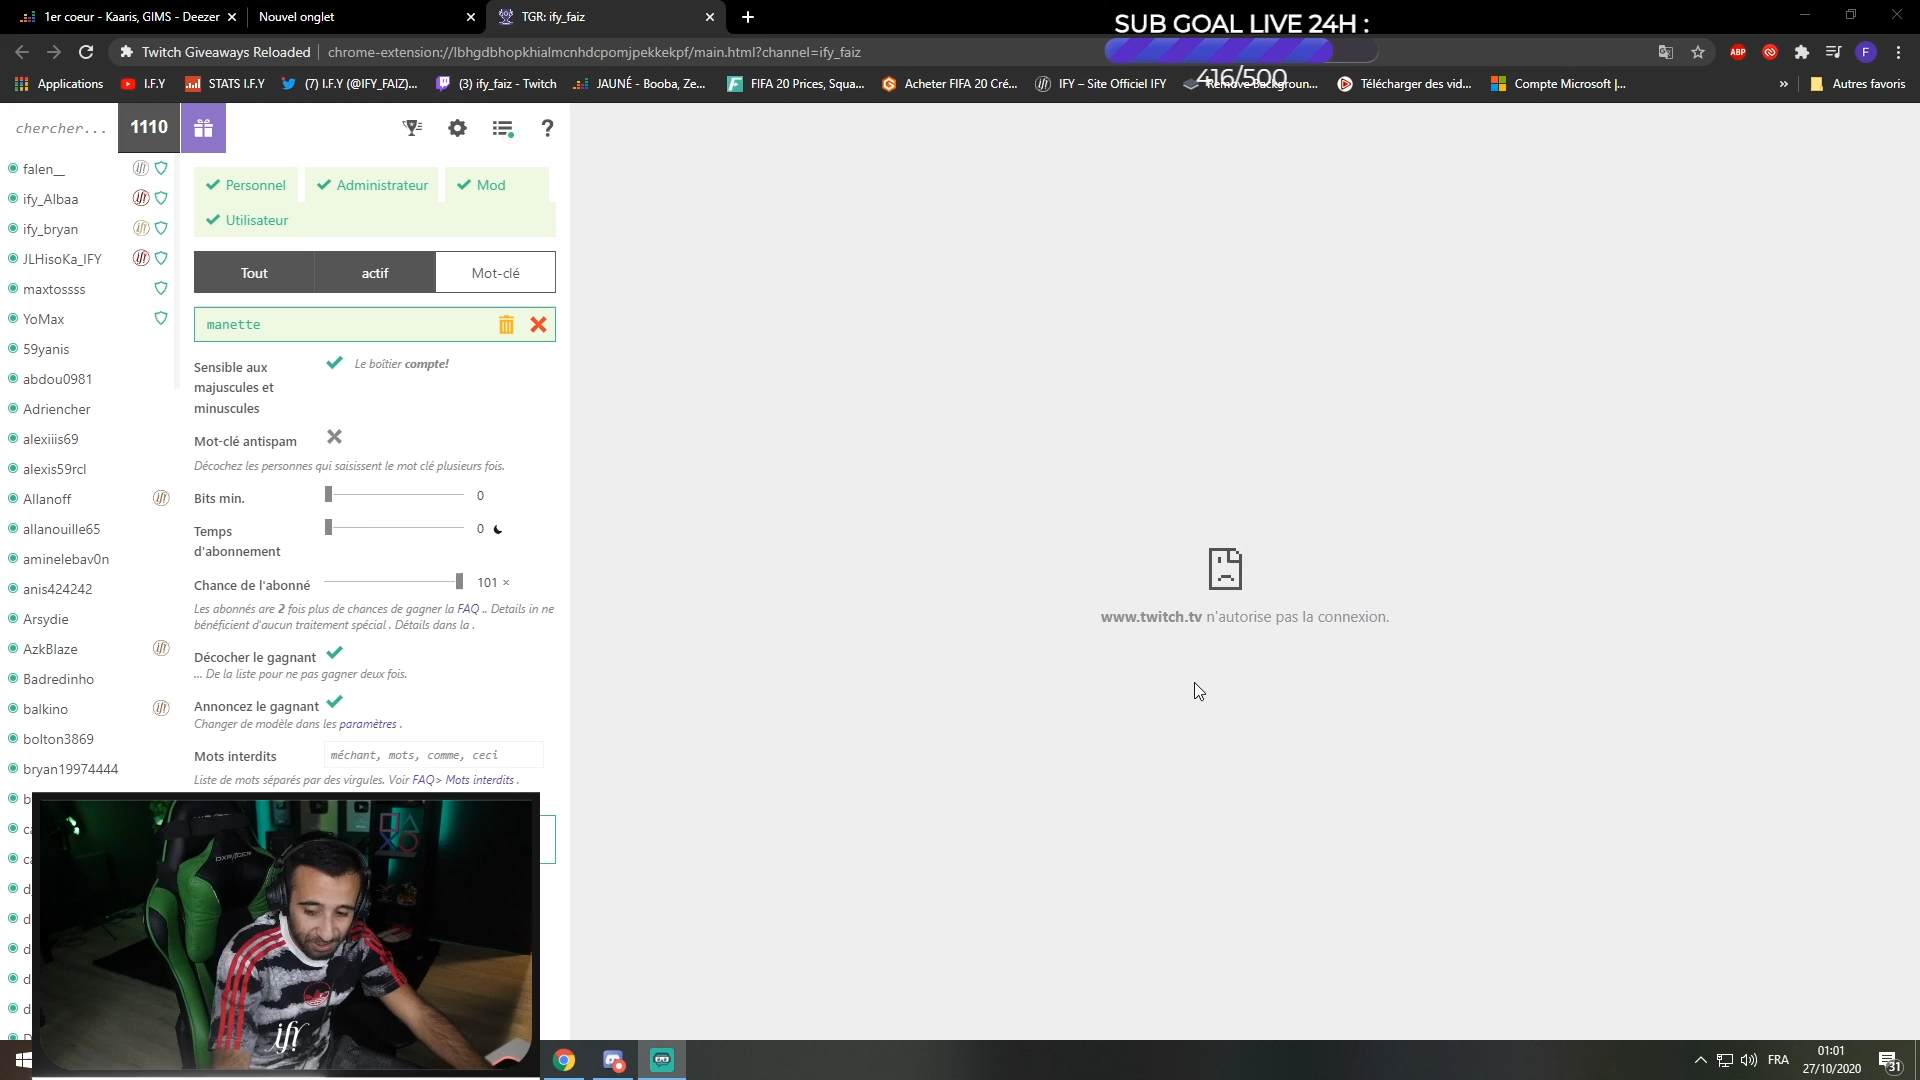 1er coeur - Kaaris, GIMS - Deezer
Nouvel onglet
TGR: ify_faiz
SUB GOAL LIVE 24H :
416/500
Twitch Giveaways Reloaded
chrome-extension://lbhgdbhopkhialmcnhdcpomjpekkekpf/main.html?channel=ify_faiz
ABP
F
Applications
I.F.Y
STATS I.F.Y
(7) I.F.Y (@IFY_FAIZ)...
(3) ify_faiz - Twitch
JAUNÉ - Booba, Ze...
FIFA 20 Prices, Squa...
Acheter FIFA 20 Cré...
IFY – Site Officiel IFY
Remove Backgroun...
Télécharger des vid...
Compte Microsoft |...
»
Autres favoris
chercher...
1110
?
falen__
ify_Albaa
ify_bryan
JLHisoKa_IFY
maxtossss
YoMax
59yanis
abdou0981
Adriencher
alexiiis69
alexis59rcl
Allanoff
allanouille65
aminelebav0n
anis424242
Arsydie
AzkBlaze
Badredinho
balkino
bolton3869
bryan19974444
Personnel
Administrateur
Mod
Utilisateur
Tout
actif
Mot-clé
manette
Sensible aux
majuscules et
minuscules
Le boîtier compte!
Mot-clé antispam
Décochez les personnes qui saisissent le mot clé plusieurs fois.
Bits min.
0
Temps
d'abonnement
0
Chance de l'abonné
101 ×
Les abonnés are 2 fois plus de chances de gagner la FAQ .. Details in ne
bénéficient d'aucun traitement spécial . Détails dans la .
Décocher le gagnant
... De la liste pour ne pas gagner deux fois.
Annoncez le gagnant
Changer de modèle dans les paramètres .
Mots interdits
méchant, mots, comme, ceci
Liste de mots séparés par des virgules. Voir FAQ> Mots interdits .
www.twitch.tv n'autorise pas la connexion.
DXRACER
ify
FRA
01:01
27/10/2020
31